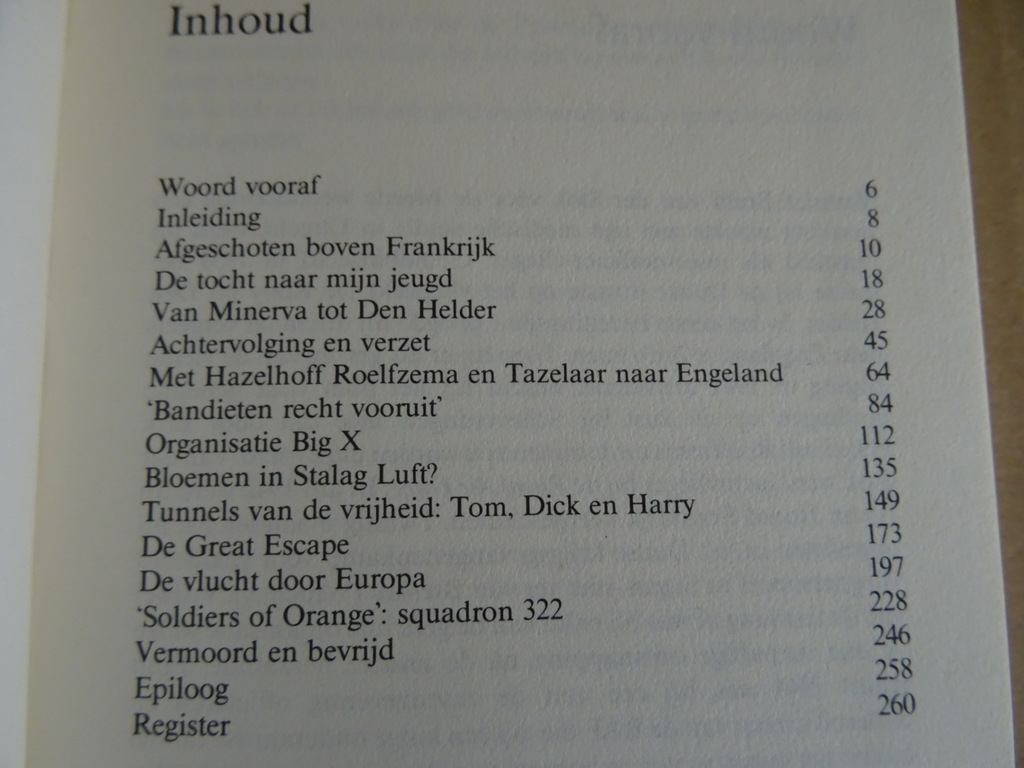 Inhoud
Woord vooraf 6
Inleiding 8
Afgeschoten boven Frankrijk 10
De tocht naar mijn jeugd 18
Van Minerva tot Den Helder 28
Achtervolging en verzet 45
Met Hazelhoff Roelfzema en Tazelaar naar Engeland 64
'Bandieten recht vooruit' 84
Organisatie Big X 112
Bloemen in Stalag Luft? 135
Tunnels van de vrijheid: Tom, Dick en Harry 149
De Great Escape 173
De vlucht door Europa 197
'Soldiers of Orange': squadron 322 228
Vermoord en bevrijd 246
Epiloog 258
Register 260